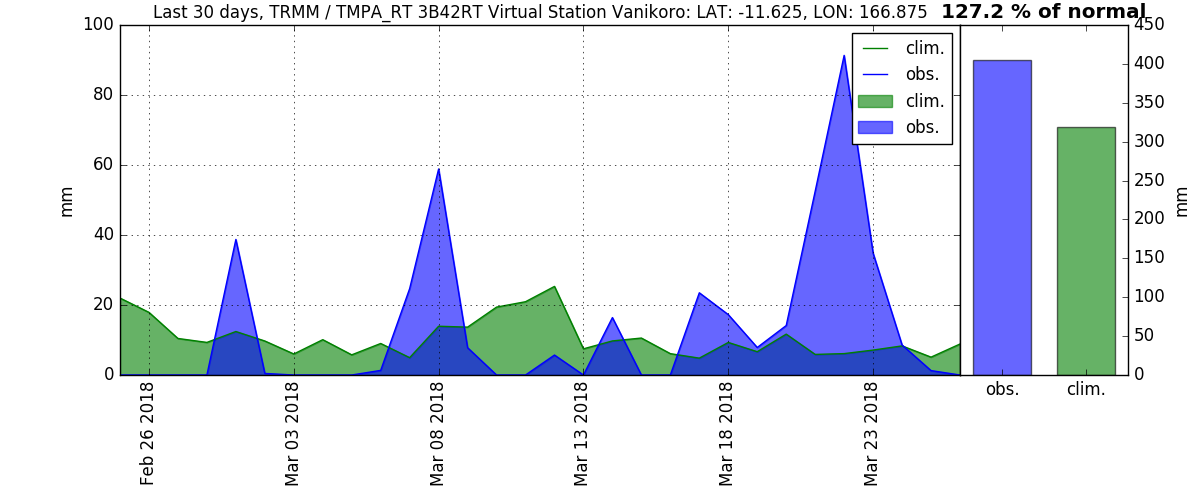 Last 30 days, TRMM / TMPA_RT 3B42RT Virtual Station Vanikoro: LAT: -11.625, LON: 166.875 127.2 % of normal
100
80
60
40
20
0
mm
clim.
obs.
clim.
obs.
450
400
350
300
250
200
150
100
50
0
mm
obs.
clim.
Feb 26 2018
Mar 03 2018
Mar 08 2018
Mar 13 2018
Mar 18 2018
Mar 23 2018